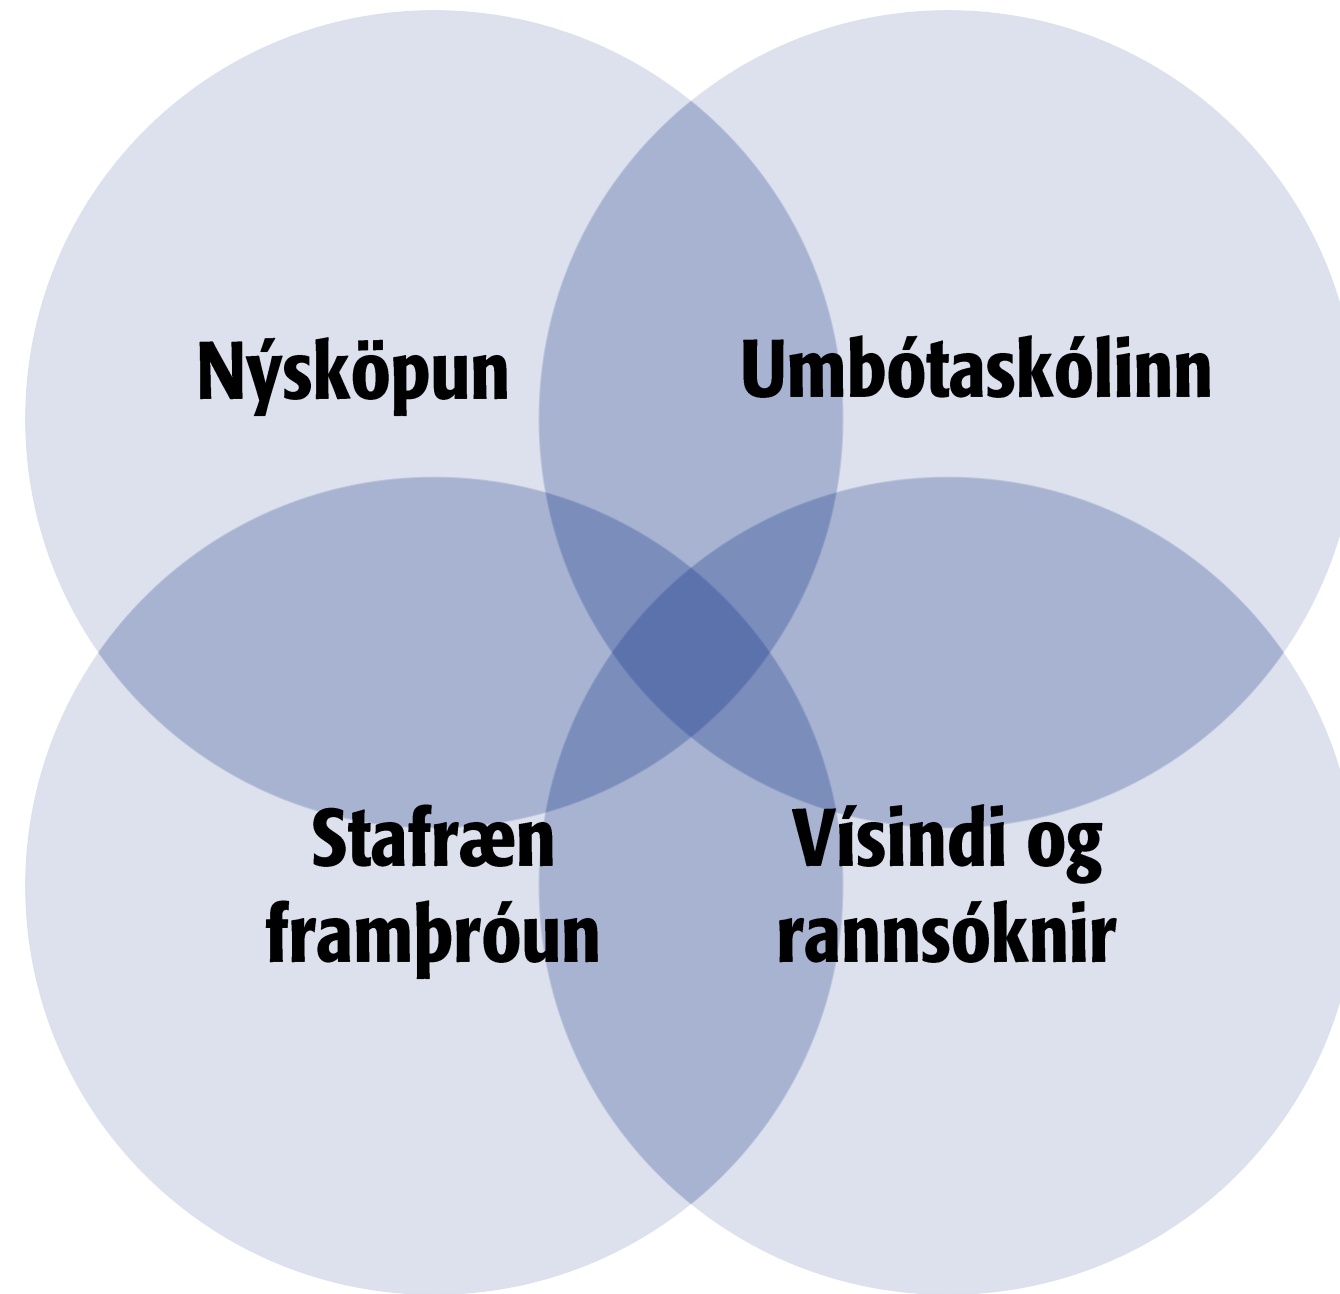 Nýsköpun
Umbótaskólinn
Stafræn
framþróun
Vísindi og
rannsóknir